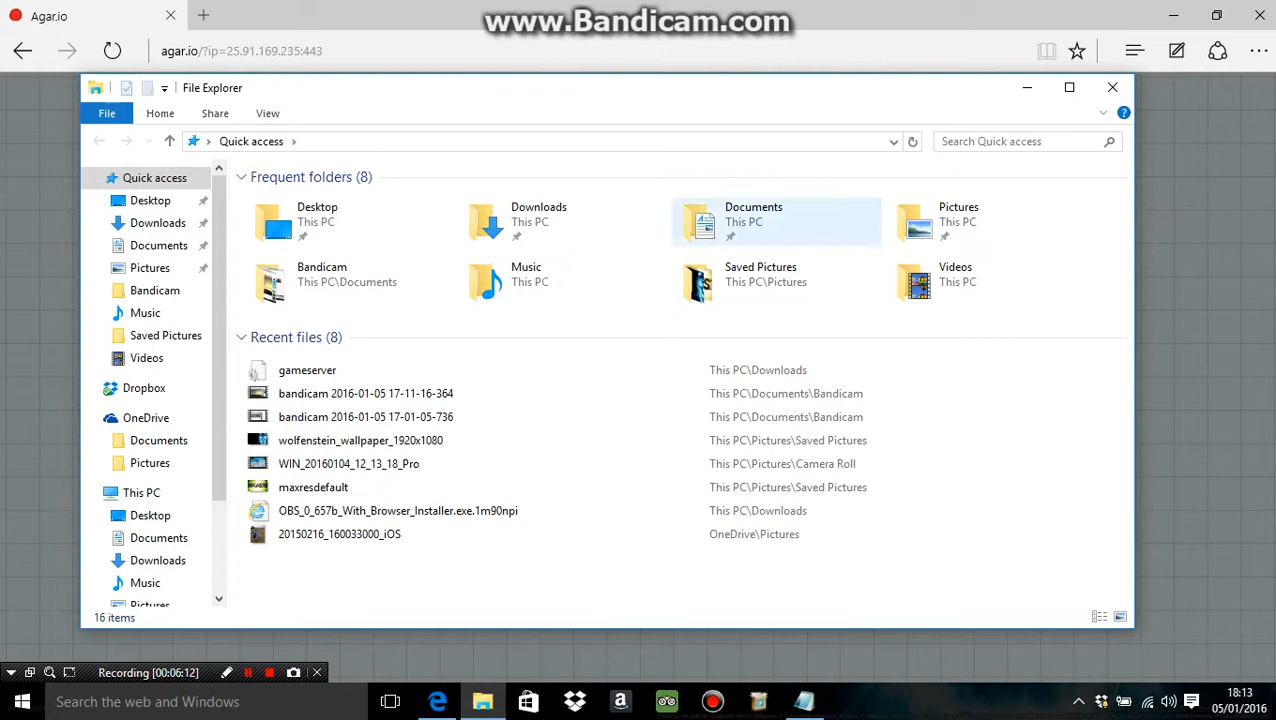 Agar.io
www.Bandicam.com
agar.io/?ip=25.91.169.235:443
File Explorer
File Home Share View
Quick access
Search Quick access
Quick access
Desktop
Downloads
Documents
Pictures
Bandicam
Music
Saved Pictures
Videos
Dropbox
OneDrive
Documents
Pictures
This PC
Desktop
Documents
Downloads
Music
Pictures
Frequent folders (8)
Desktop
This PC
Downloads
This PC
Documents
This PC
Pictures
This PC
Bandicam
This PC\Documents
Music
This PC
Saved Pictures
This PC\Pictures
Videos
This PC
Recent files (8)
gameserver This PC\Downloads
bandicam 2016-01-05 17-11-16-364 This PC\Documents\Bandicam
bandicam 2016-01-05 17-01-05-736 This PC\Documents\Bandicam
wolfenstein_wallpaper_1920x1080 This PC\Pictures\Saved Pictures
WIN_20160104_12_13_18_Pro This PC\Pictures\Camera Roll
maxresdefault This PC\Pictures\Saved Pictures
OBS_0_657b_With_Browser_Installer.exe.1m90npi This PC\Downloads
20150216_160033000_iOS OneDrive\Pictures
16 items
Recording [00:06:12]
Search the web and Windows
18:13
05/01/2016